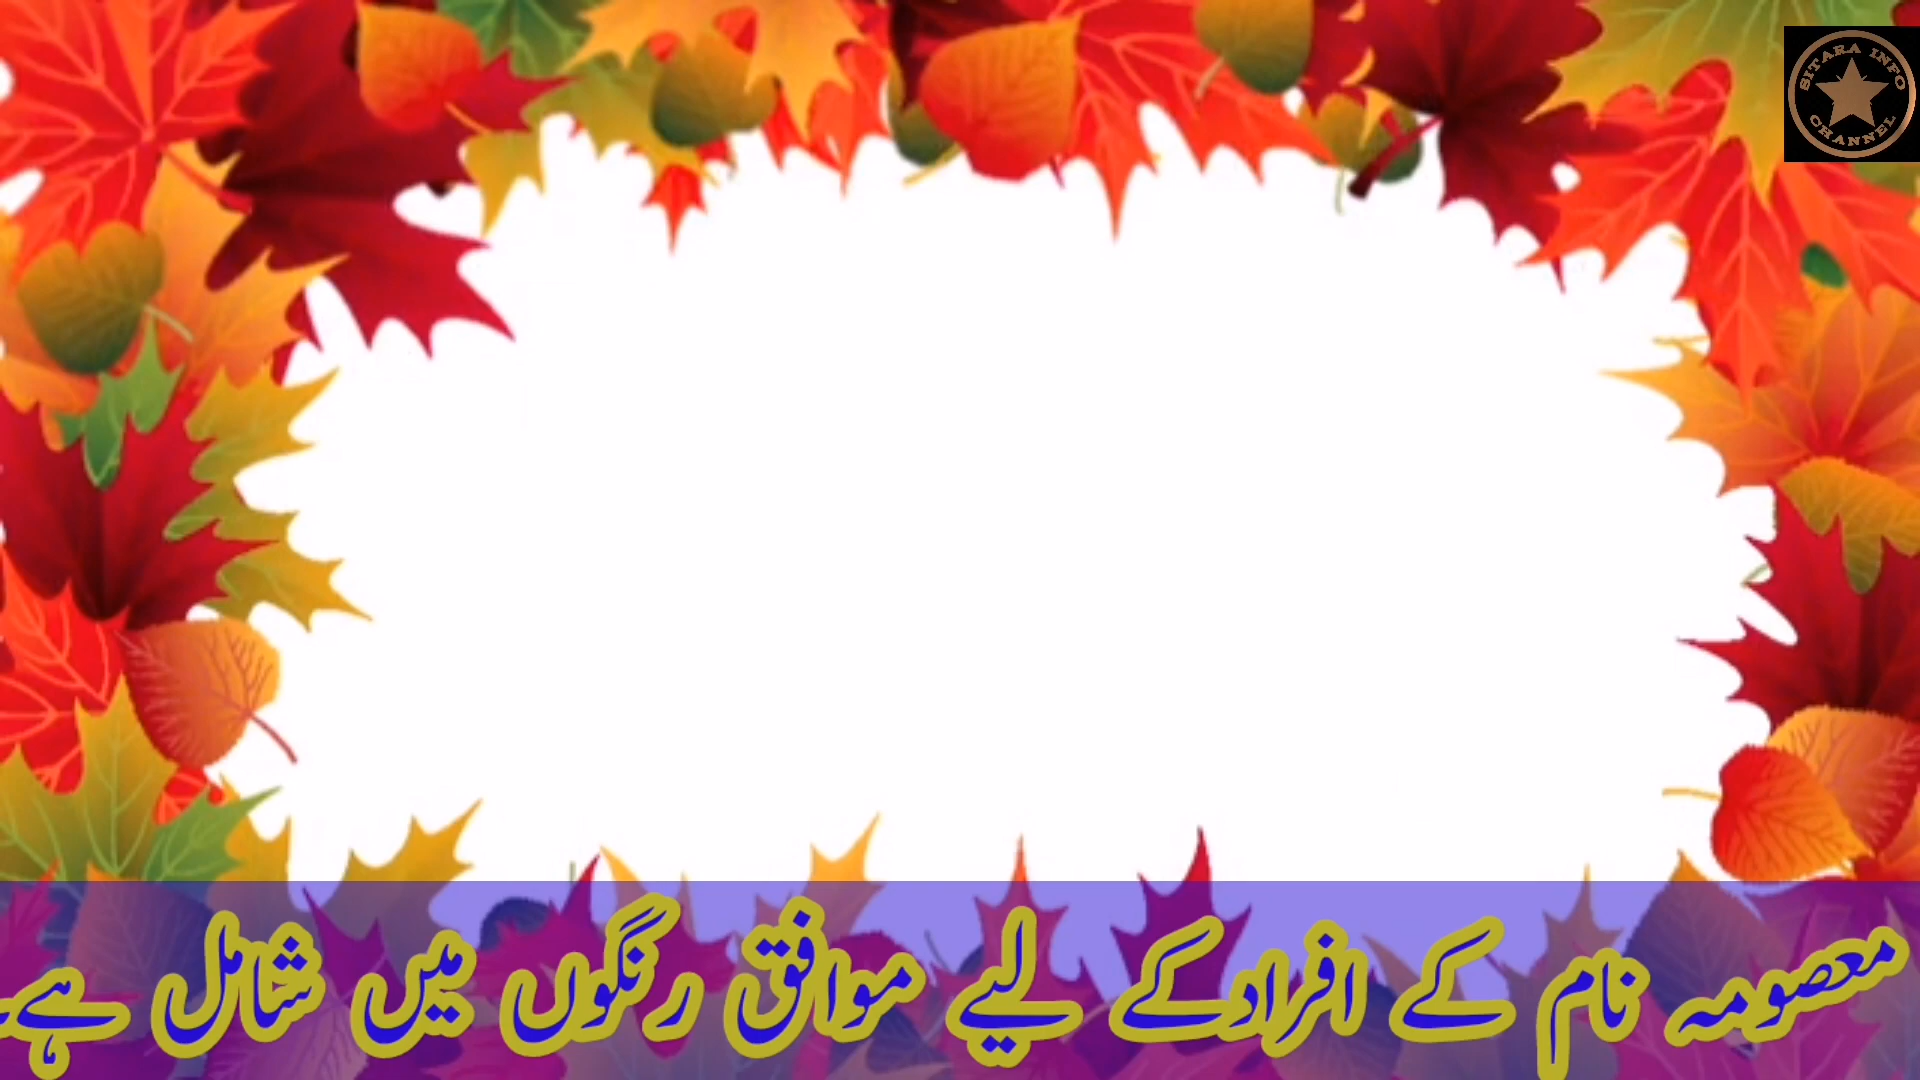 SITARA INFO
CHANNEL
معصومہ نام کے افراد کے لیے موافق رنگوں میں شامل ہے۔